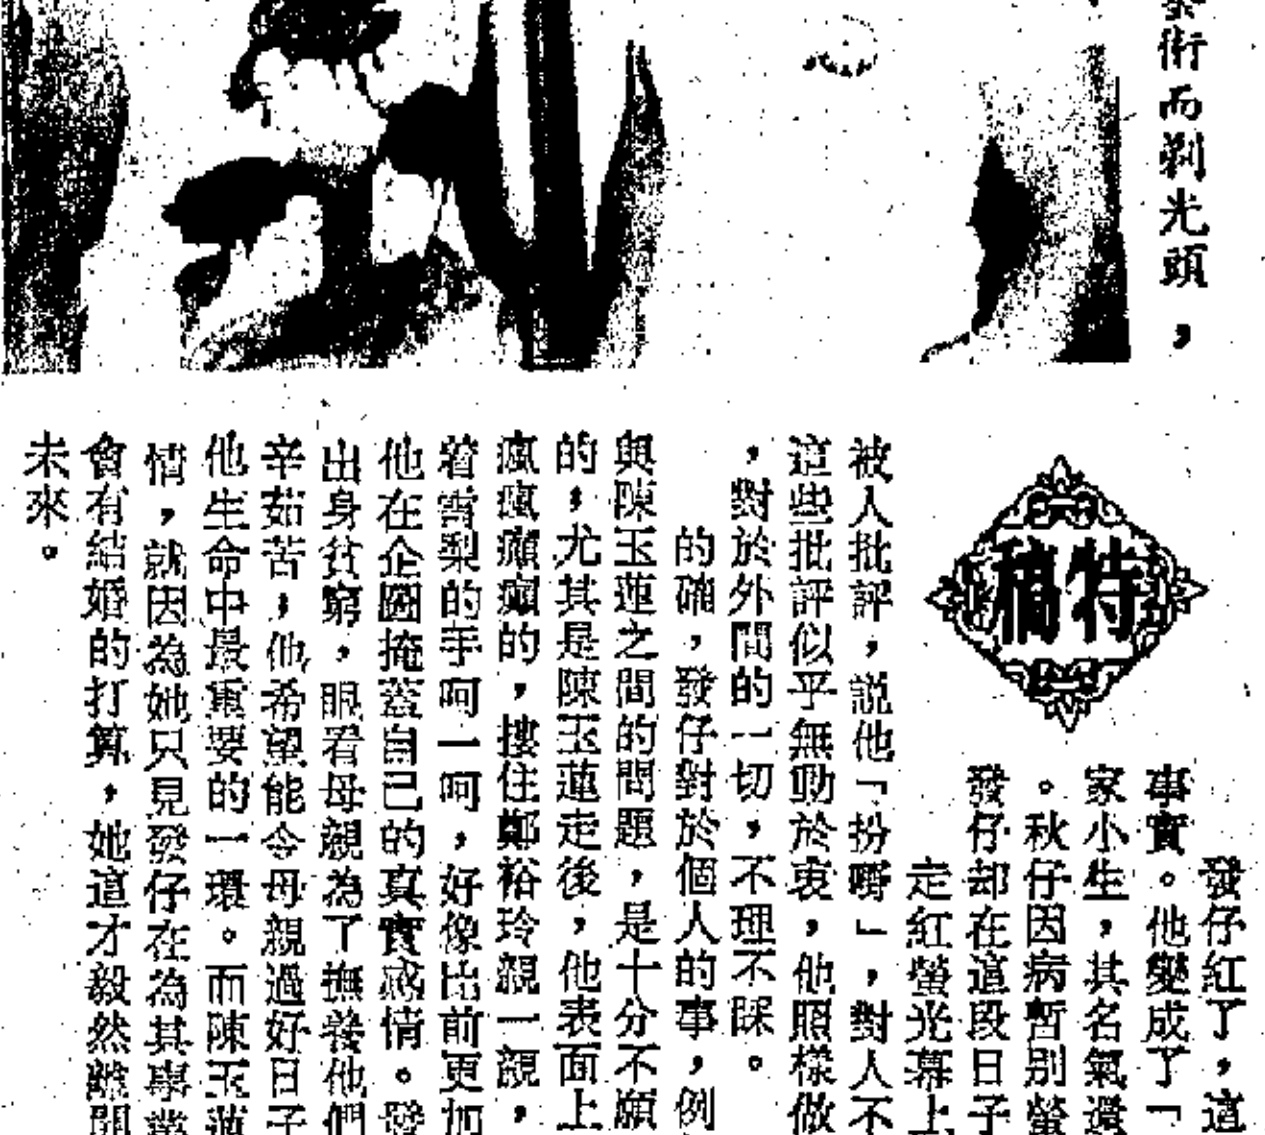 術而剃光頭，
特稿
發仔紅了，這
事實。他變成了「
家小生，其名氣還
。秋仔因病暫别螢
發仔却在這段日子
走紅螢光幕上
被人批評，説他「扮嘢」，對人不
這些批評似乎無動於衷，他照樣做
，對於外間的一切，不理不睬。
的確，發仔對於個人的事，例
與陳玉蓮之間的問題，是十分不願
的，尤其是陳玉蓮走後，他表面上
瘋瘋癲癲的，摟住鄭裕玲親一親，
着雪梨的手呵一呵，好像比前更加
他在企圖掩蓋自己的真實感情。發
出身貧窮，眼看母親為了撫養他們
辛茹苦，他希望能令母親過好日子
他生命中最重要的一環。而陳玉蓮
情，就因為她只見發仔在為其事業
會有結婚的打算，她這才毅然離開
未來。